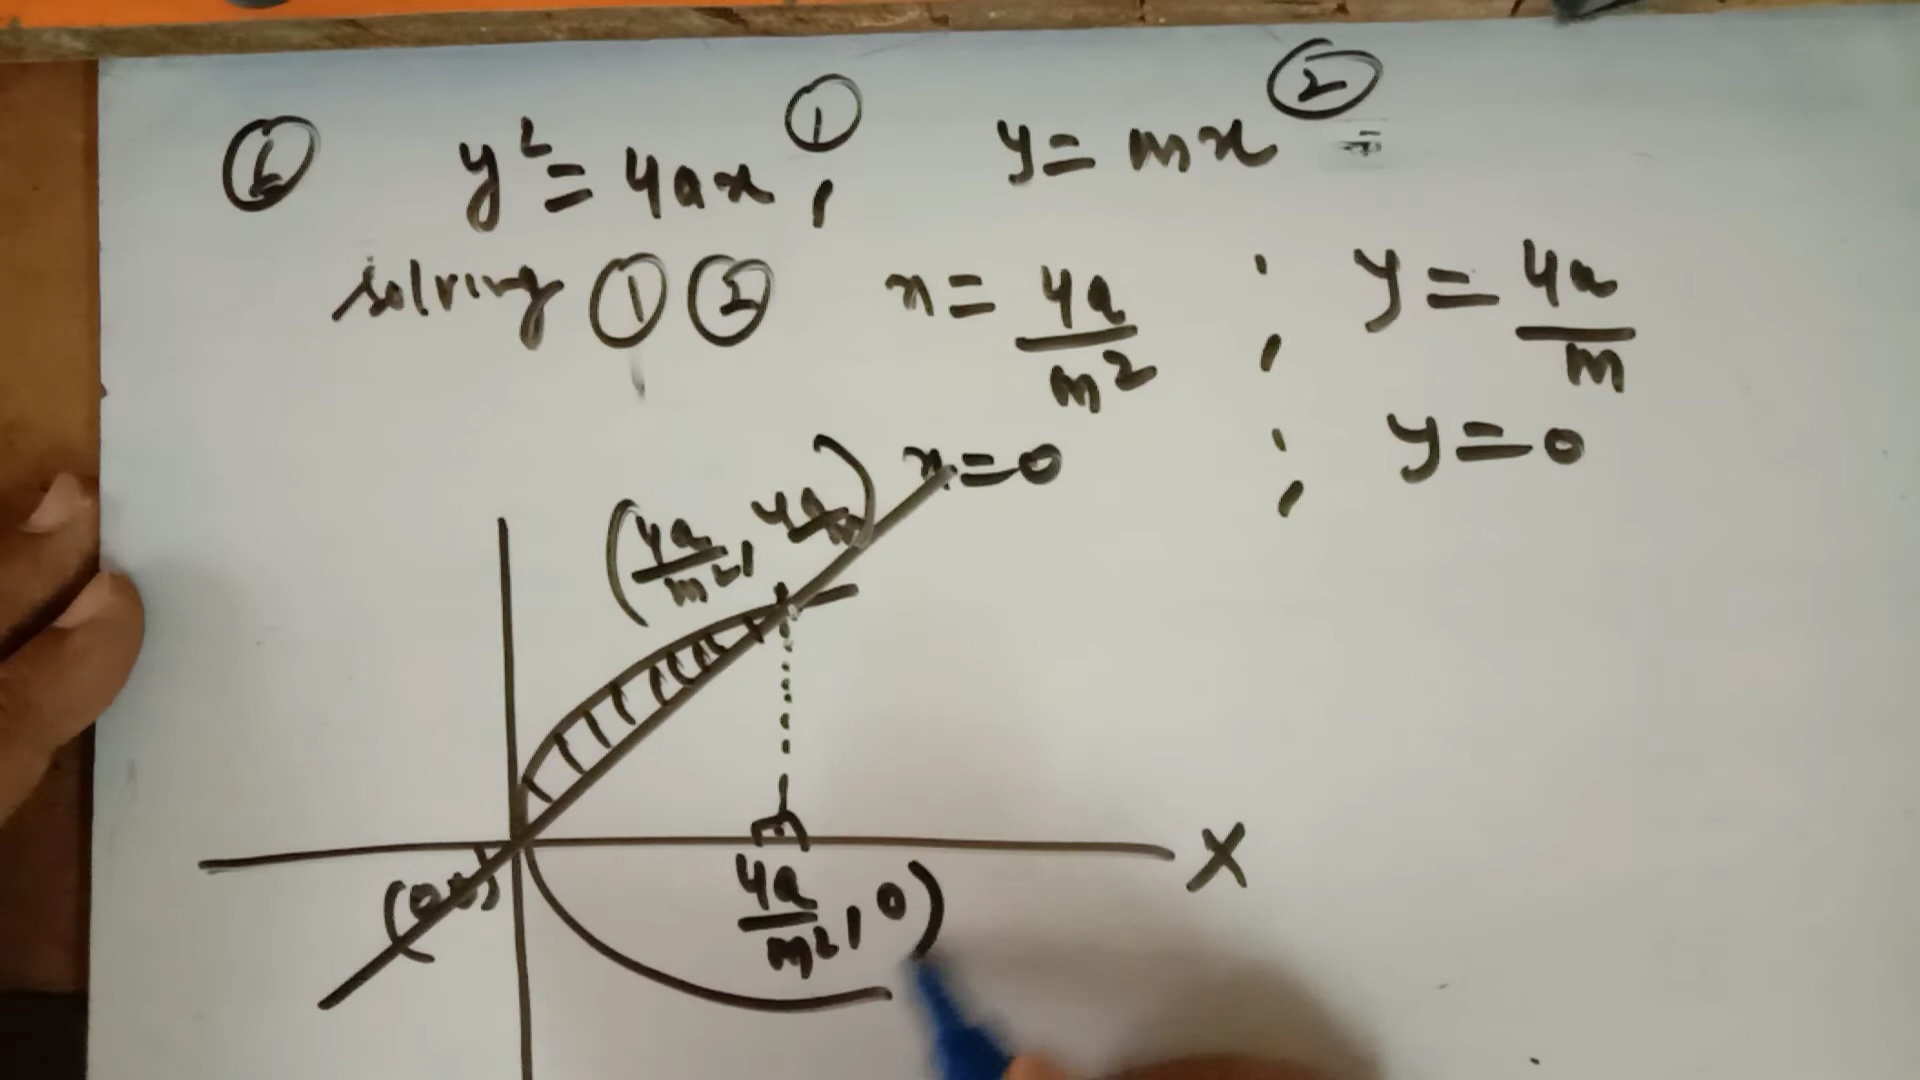 ⑥ y² = 4ax ①, y = mx ②
solving ① ② x = 4a/m² ; y = 4a/m
x = 0 ; y = 0
(4a/m², 4a/m)
X
(0,0)
4a/m², 0)